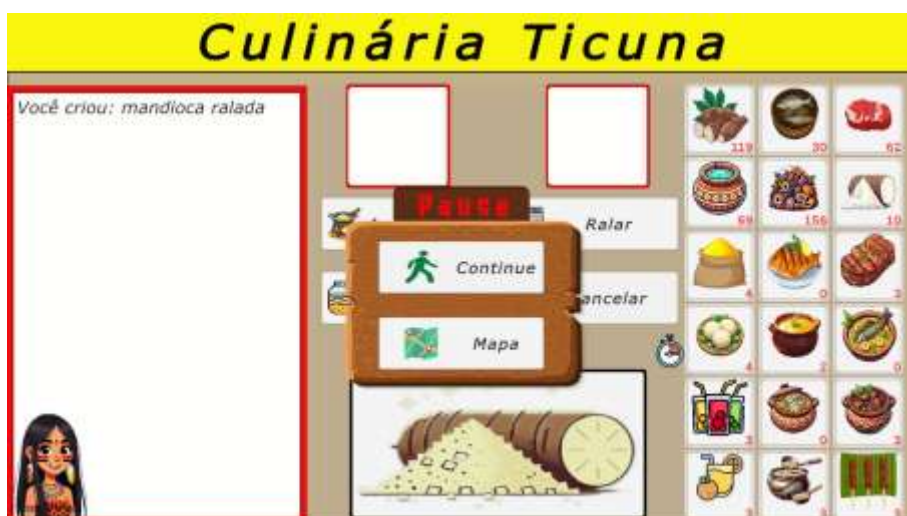 Culinária Ticuna
Você criou: mandioca ralada
Pause
Ralar
Continue
ancelar
Mapa
119
30
62
69
156
10
4
0
3
4
2
0
3
0
3